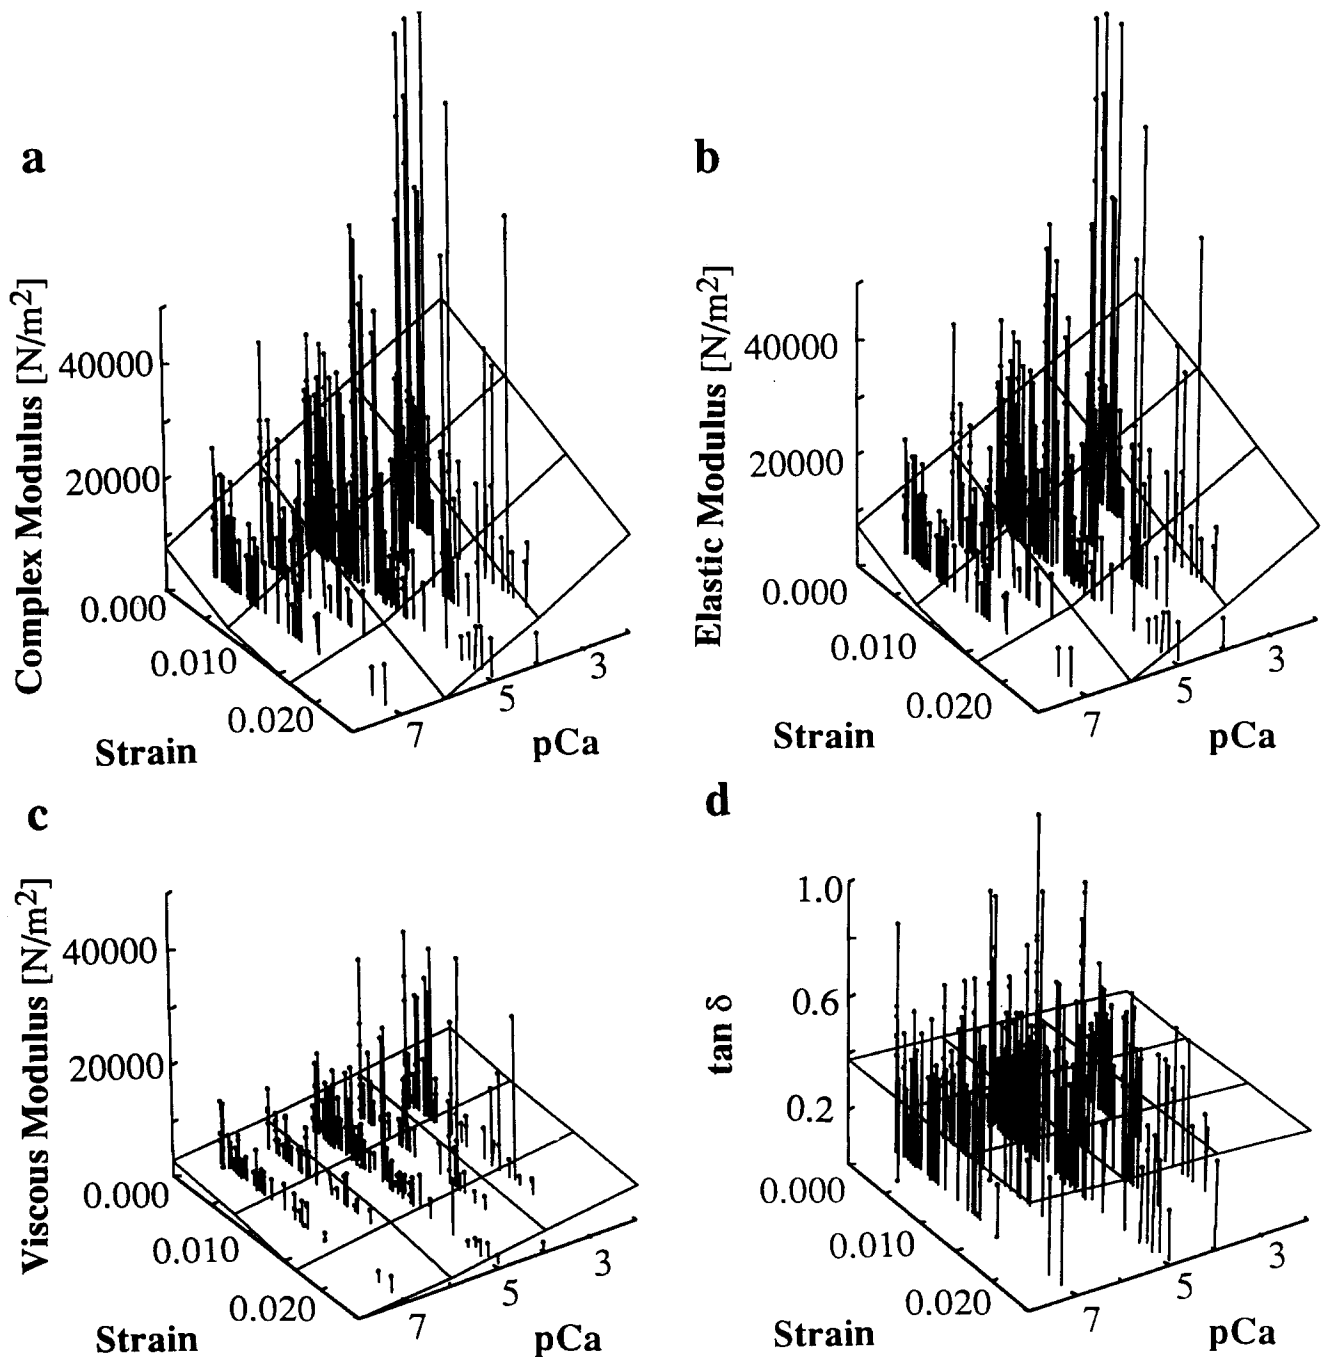 a
b
Complex Modulus [N/m2]
40000
20000
0.000
0.010
0.020
Strain
7
5
3
pCa
Elastic Modulus [N/m2]
40000
20000
0.000
0.010
0.020
Strain
7
5
3
pCa
c
d
Viscous Modulus [N/m2]
40000
20000
0.000
0.010
0.020
Strain
7
5
3
pCa
tan δ
1.0
0.6
0.2
0.000
0.010
0.020
Strain
7
5
3
pCa